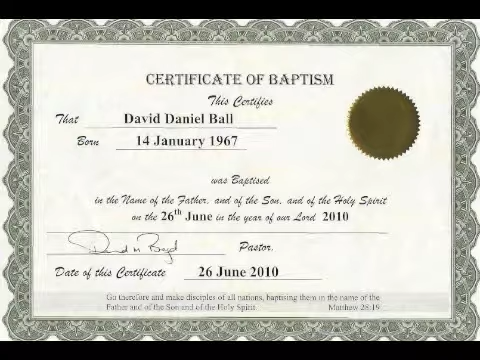 CERTIFICATE OF BAPTISM
This Certifies
That David Daniel Ball
Born 14 January 1967
was Baptised
in the Name of the Father, and of the Son, and of the Holy Spirit
on the 26th June in the year of our Lord 2010
Pastor.
Date of this Certificate 26 June 2010
Go therefore and make disciples of all nations, baptising them in the name of the
Father and of the Son and of the Holy Spirit. Matthew 28:19